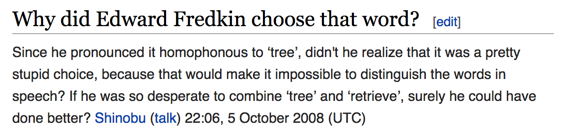 Why did Edward Fredkin choose that word? [edit]
Since he pronounced it homophonous to ‘tree’, didn't he realize that it was a pretty
stupid choice, because that would make it impossible to distinguish the words in
speech? If he was so desperate to combine ‘tree’ and ‘retrieve’, surely he could have
done better? Shinobu (talk) 22:06, 5 October 2008 (UTC)